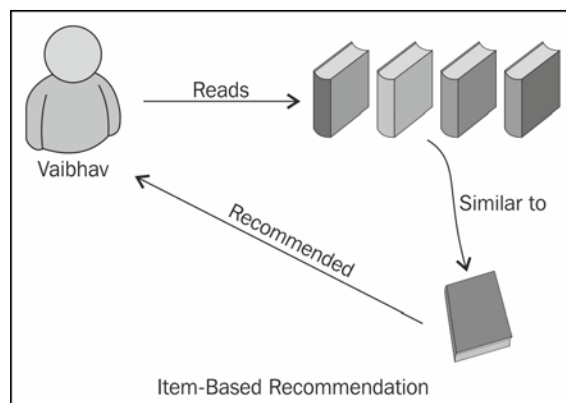 Reads
Vaibhav
Similar to
Recommended
Item-Based Recommendation